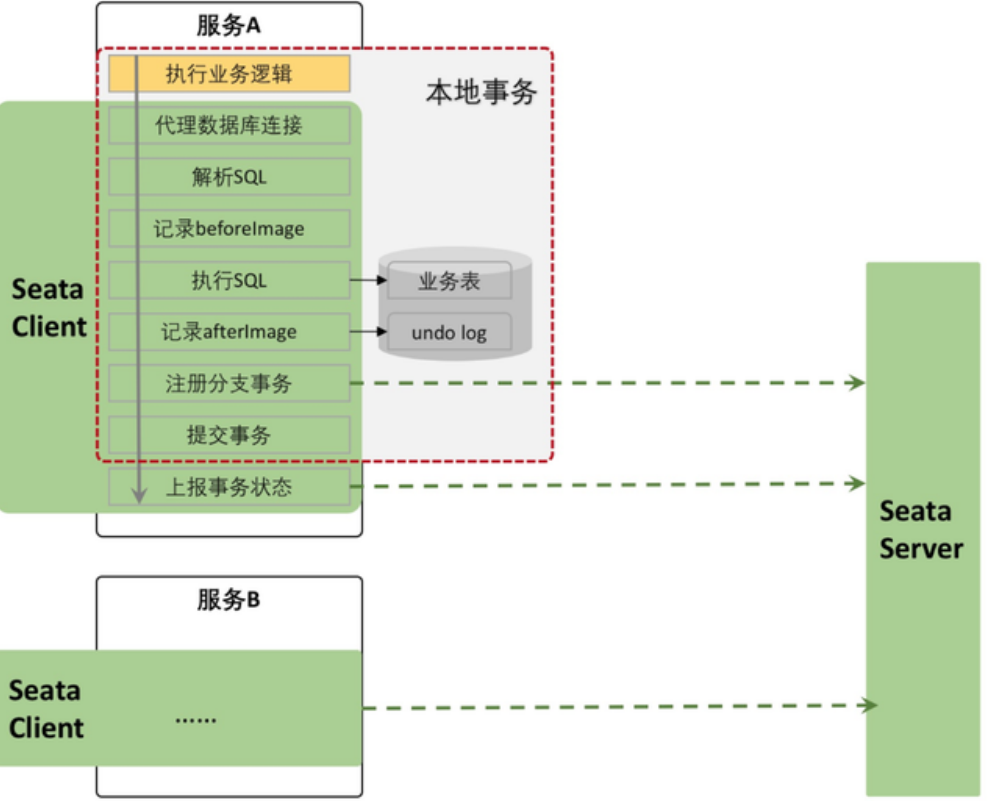 服务A
执行业务逻辑
本地事务
代理数据库连接
解析SQL
记录beforeImage
执行SQL
业务表
记录afterImage
undo log
注册分支事务
提交事务
上报事务状态
Seata
Client
Seata
Server
服务B
Seata
Client
......